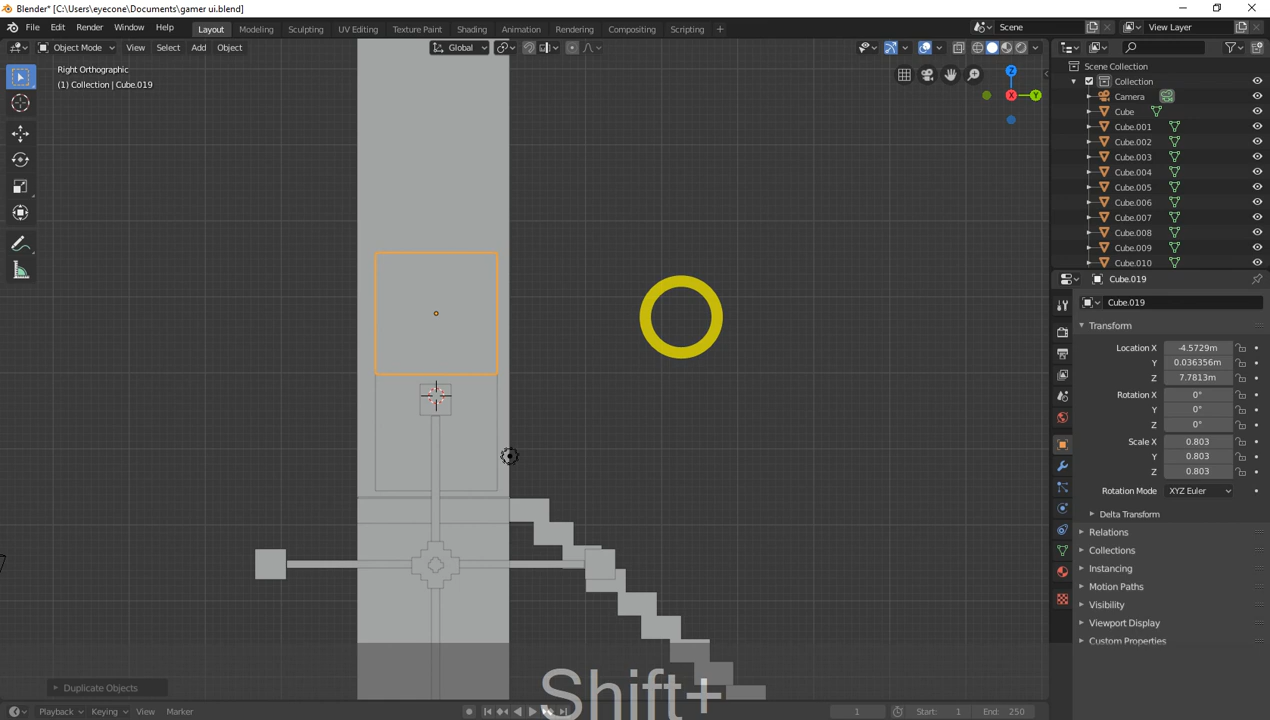 Blender* [C:\Users\eyecone\Documents\gamer ui.blend]
File Edit Render Window Help Layout Modeling Sculpting UV Editing Texture Paint Shading Animation Rendering Compositing Scripting Scene View Layer
Object Mode View Select Add Object Global
Right Orthographic
(1) Collection | Cube.019
Z
X
Y
Scene Collection
Collection
Camera
Cube
Cube.001
Cube.002
Cube.003
Cube.004
Cube.005
Cube.006
Cube.007
Cube.008
Cube.009
Cube.010
Cube.019
Cube.019
Transform
Location X -4.5729m
Y 0.036356m
Z 7.7813m
Rotation X 0°
Y 0°
Z 0°
Scale X 0.803
Y 0.803
Z 0.803
Rotation Mode XYZ Euler
Delta Transform
Relations
Collections
Instancing
Motion Paths
Visibility
Viewport Display
Custom Properties
Duplicate Objects
Shift+
Playback Keying View Marker 1 Start: 1 End: 250